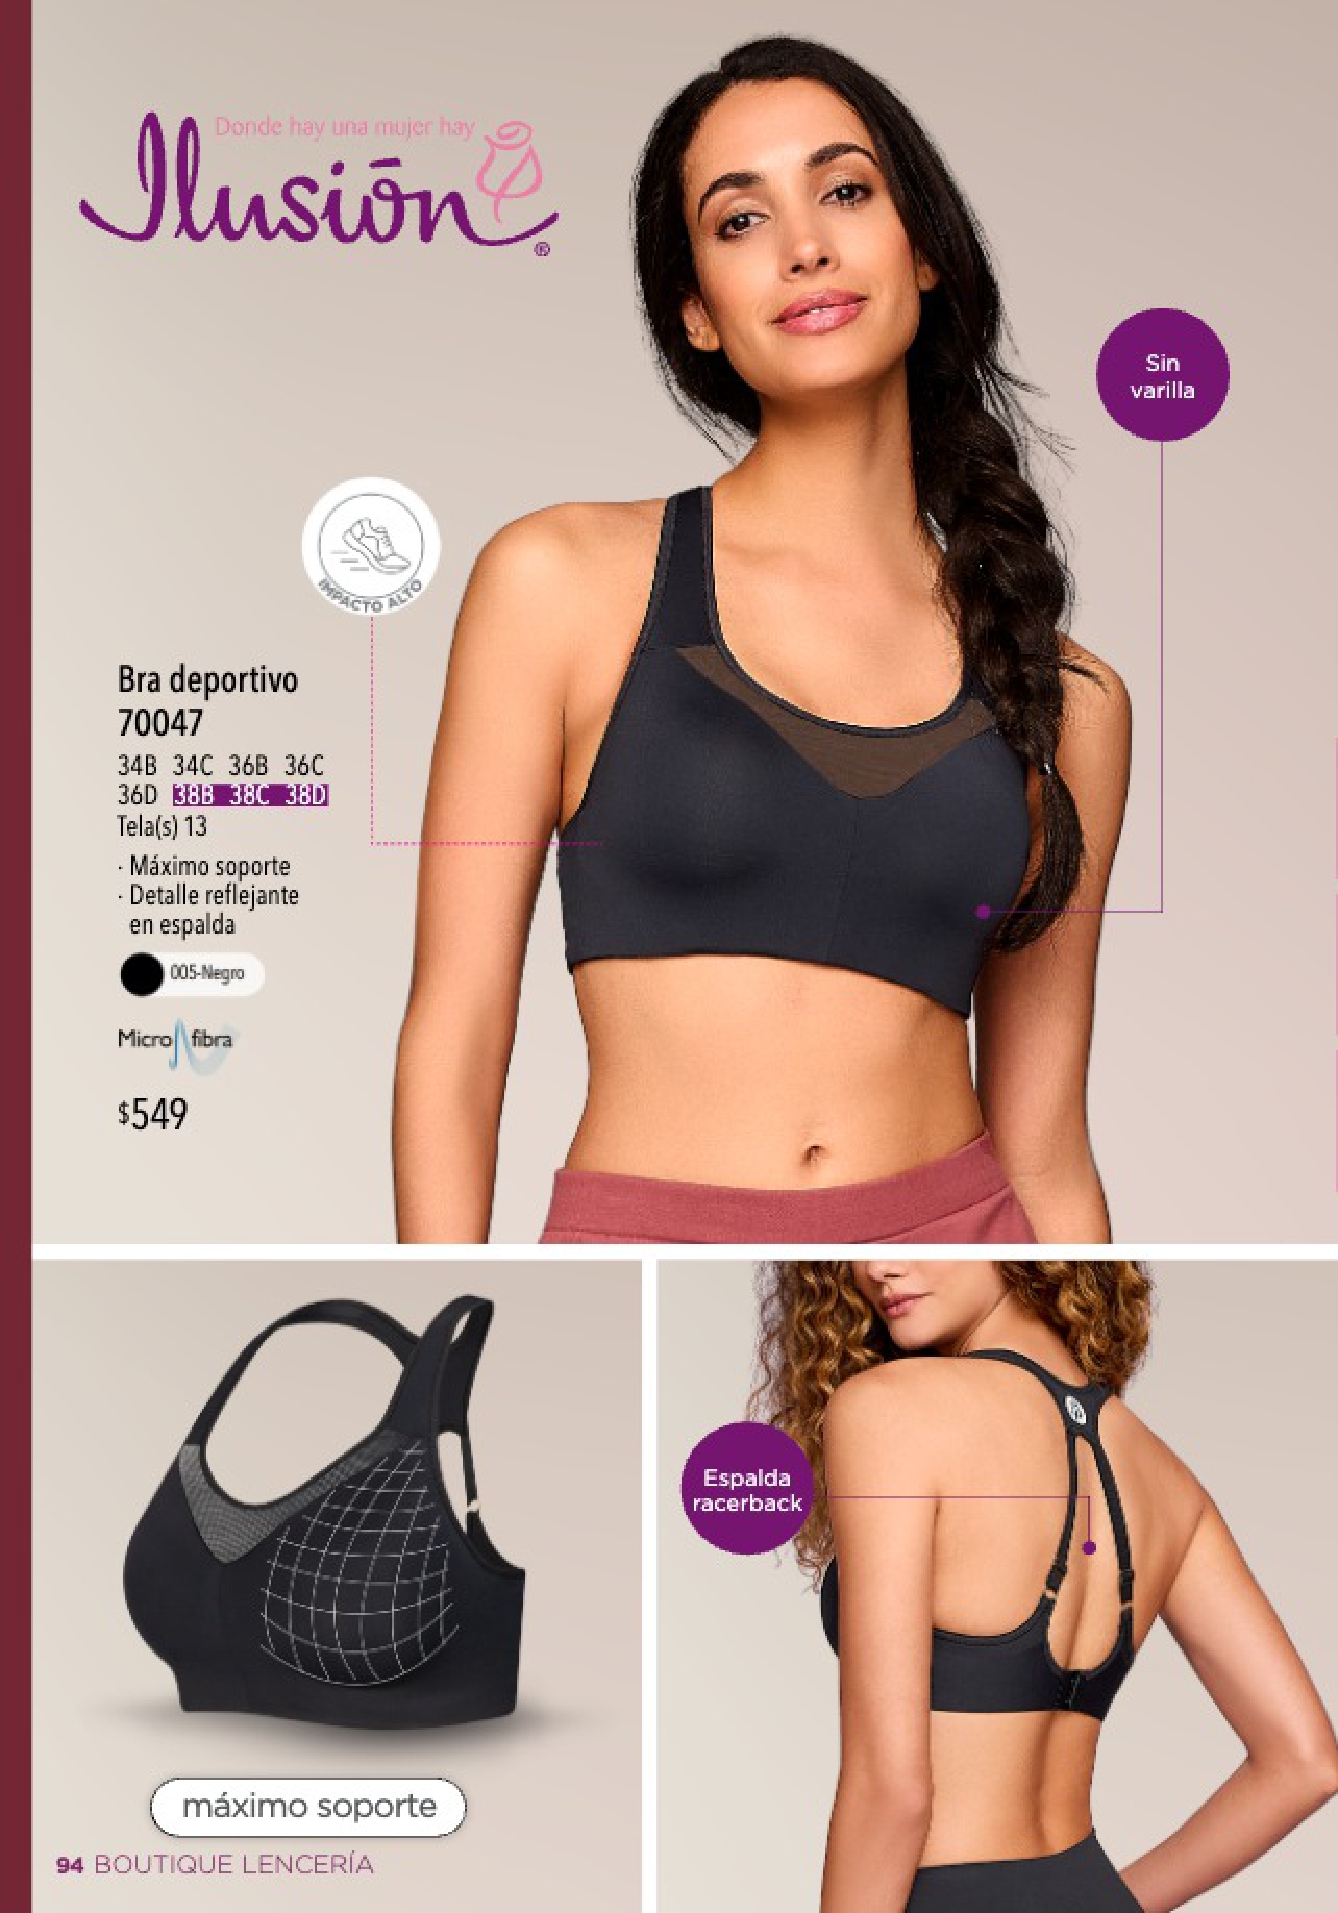 Donde hay una mujer hay
Ilusión
®
Sin
varilla
IMPACTO ALTO
Bra deportivo
70047
34B 34C 36B 36C
36D 38B 38C 38D
Tela(s) 13
· Máximo soporte
· Detalle reflejante
en espalda
005-Negro
Micro fibra
$549
Espalda
racerback
máximo soporte
94 BOUTIQUE LENCERÍA